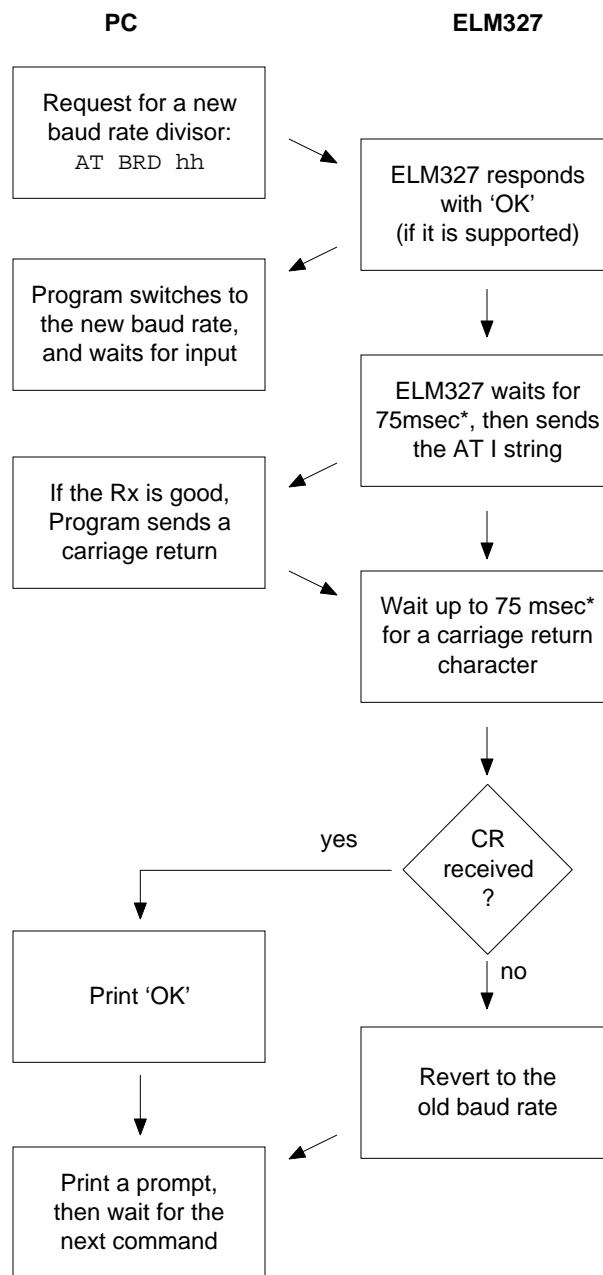 PC
ELM327
Request for a new
baud rate divisor:
AT BRD hh
ELM327 responds
with ‘OK’
(if it is supported)
Program switches to
the new baud rate,
and waits for input
ELM327 waits for
75msec*, then sends
the AT I string
If the Rx is good,
Program sends a
carriage return
Wait up to 75 msec*
for a carriage return
character
yes
CR
received
?
no
Print ‘OK’
Revert to the
old baud rate
Print a prompt,
then wait for the
next command